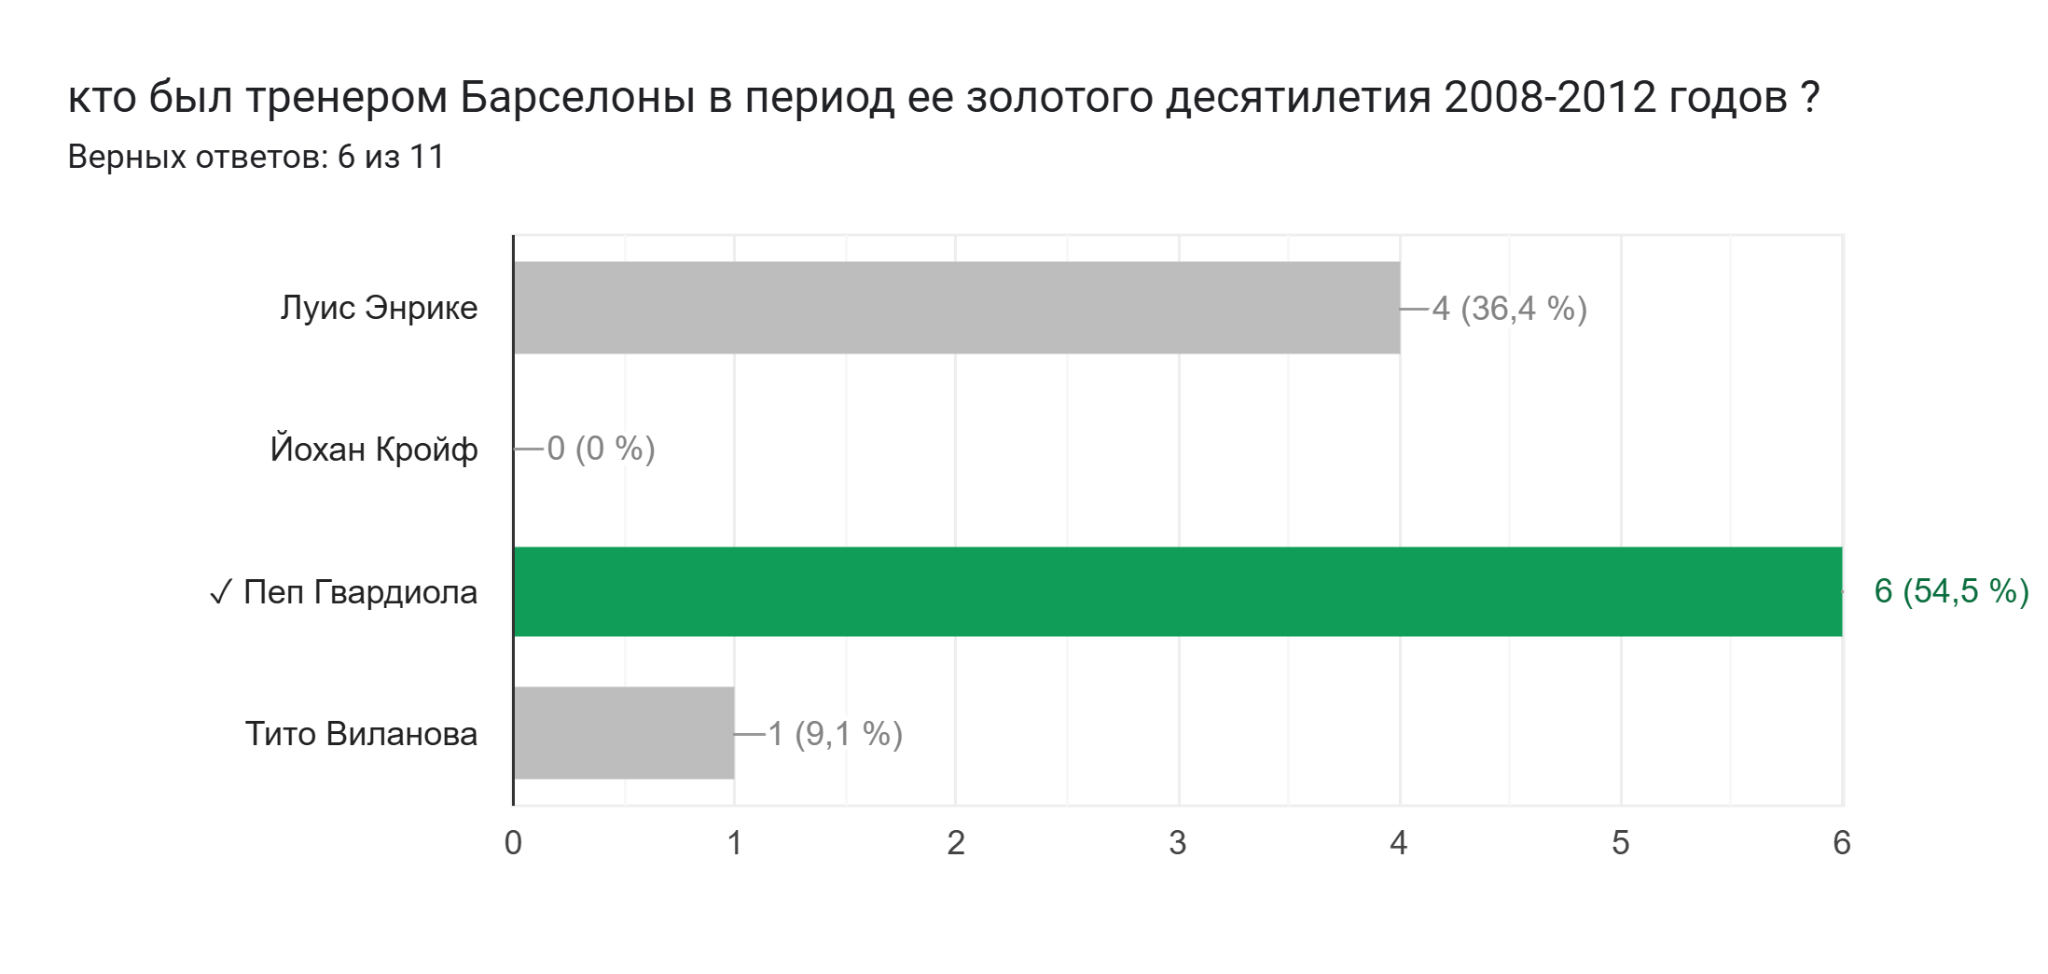 кто был тренером Барселоны в период ее золотого десятилетия 2008-2012 годов ?
Верных ответов: 6 из 11
Луис Энрике
4 (36,4 %)
Йохан Кройф
0 (0 %)
✓ Пеп Гвардиола
6 (54,5 %)
Тито Виланова
1 (9,1 %)
0 1 2 3 4 5 6